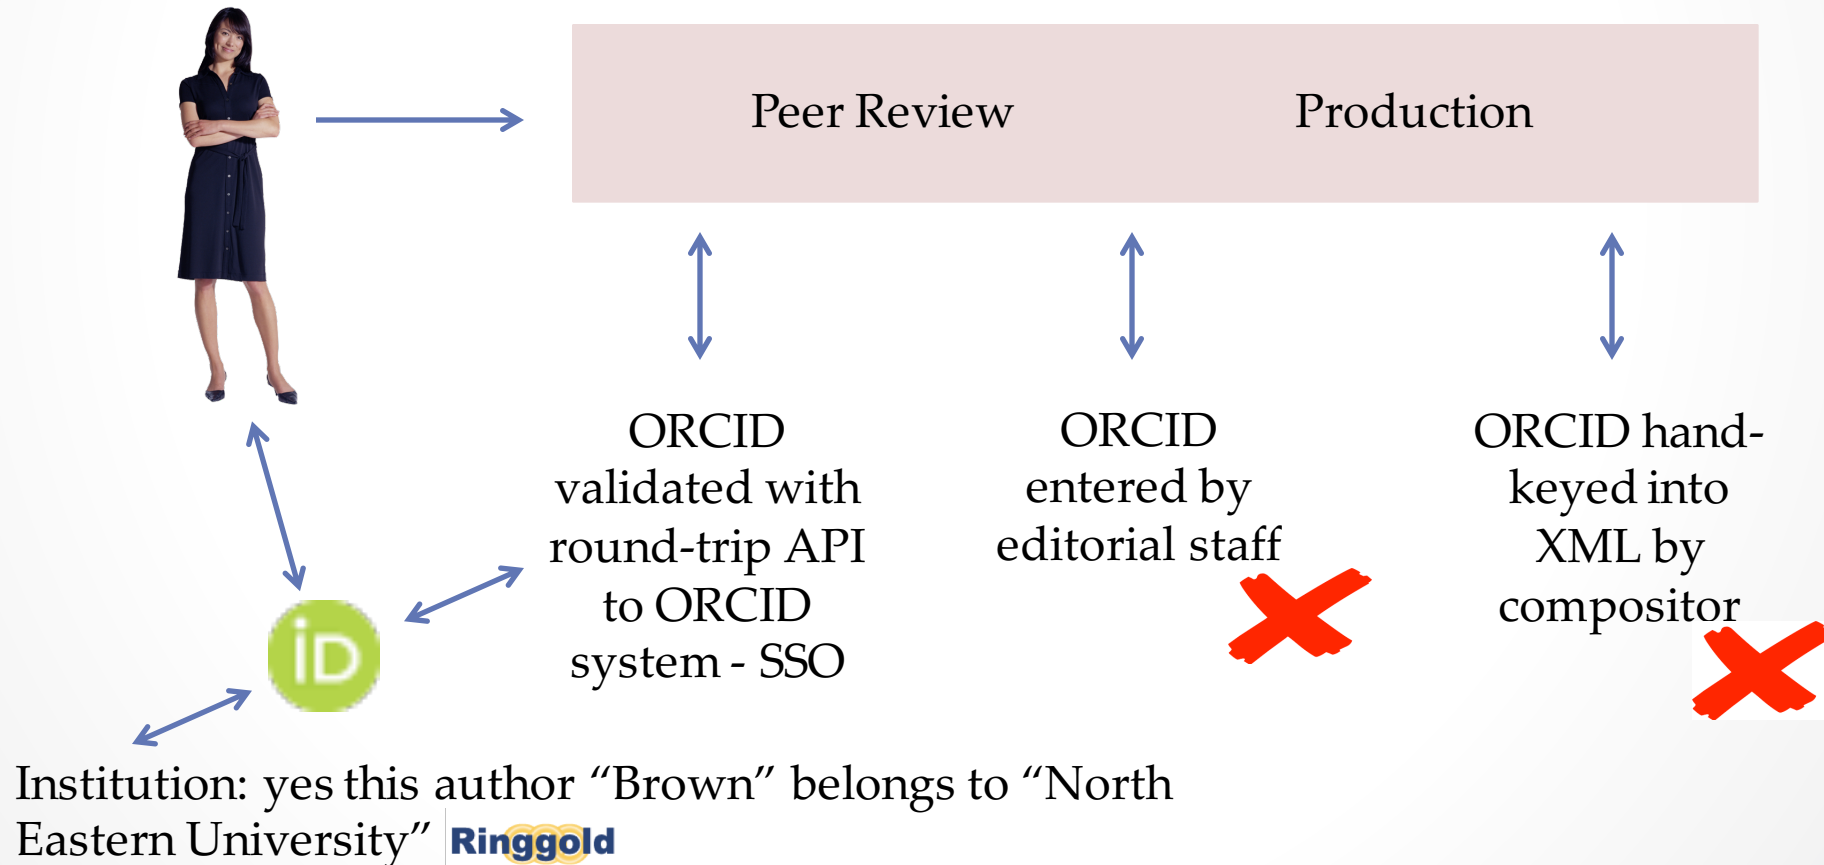 Peer Review
Production
ORCID
validated with
round-trip API
to ORCID
system - SSO
ORCID
entered by
editorial staff
ORCID hand-
keyed into
XML by
compositor
iD
Institution: yes this author “Brown” belongs to “North
Eastern University” Ringgold